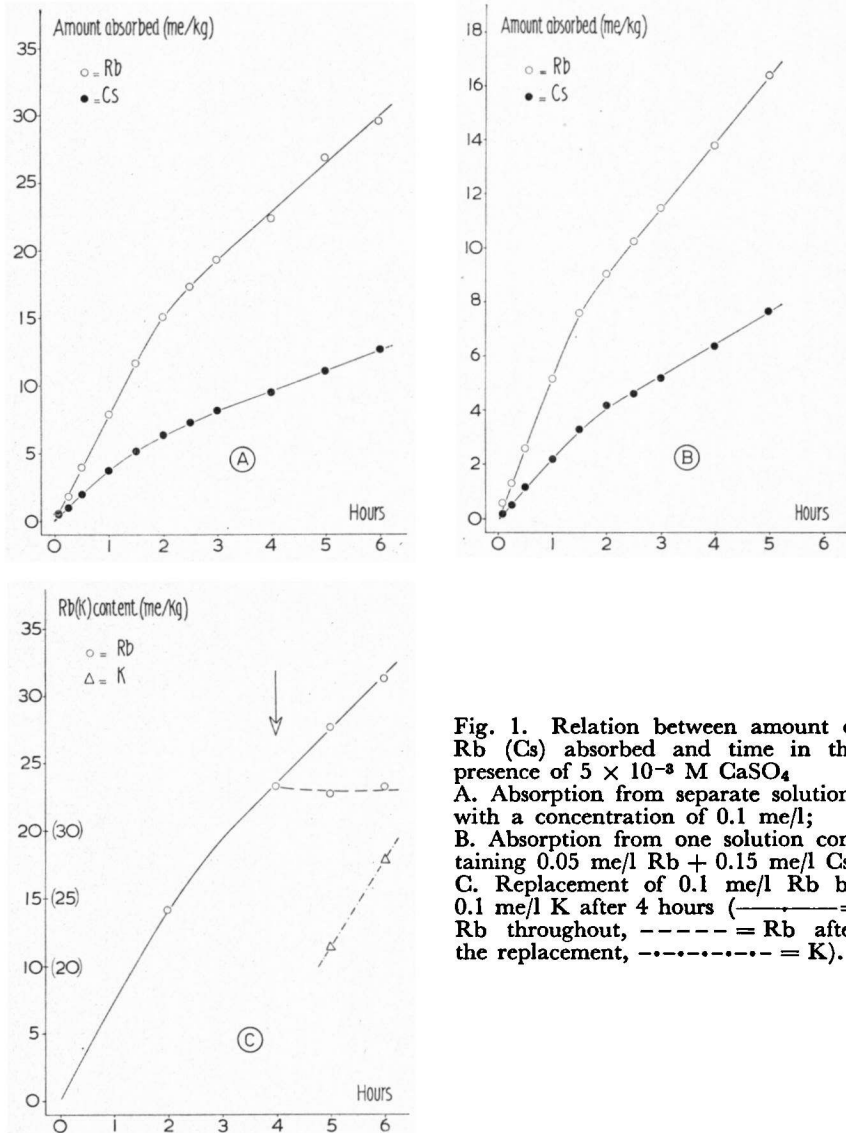 Amount absorbed (me/kg)
○ = Rb
● = Cs
35
30
25
20
15
10
5
0
A
Hours
0 1 2 3 4 5 6
Amount absorbed (me/kg)
○ = Rb
● = Cs
18
16
14
12
10
8
6
4
2
0
B
Hours
0 1 2 3 4 5 6
Rb(K) content (me/kg)
○ = Rb
△ = K
35
30
25
20 (30)
15 (25)
10 (20)
5
0
C
Hours
0 1 2 3 4 5 6
Fig. 1. Relation between amount o
Rb (Cs) absorbed and time in th
presence of 5 × 10⁻³ M CaSO₄
A. Absorption from separate solution
with a concentration of 0.1 me/l;
B. Absorption from one solution con
taining 0.05 me/l Rb + 0.15 me/l Cs
C. Replacement of 0.1 me/l Rb b
0.1 me/l K after 4 hours (——.—— =
Rb throughout, ----- = Rb afte
the replacement, -·-·-·-·-·- = K).